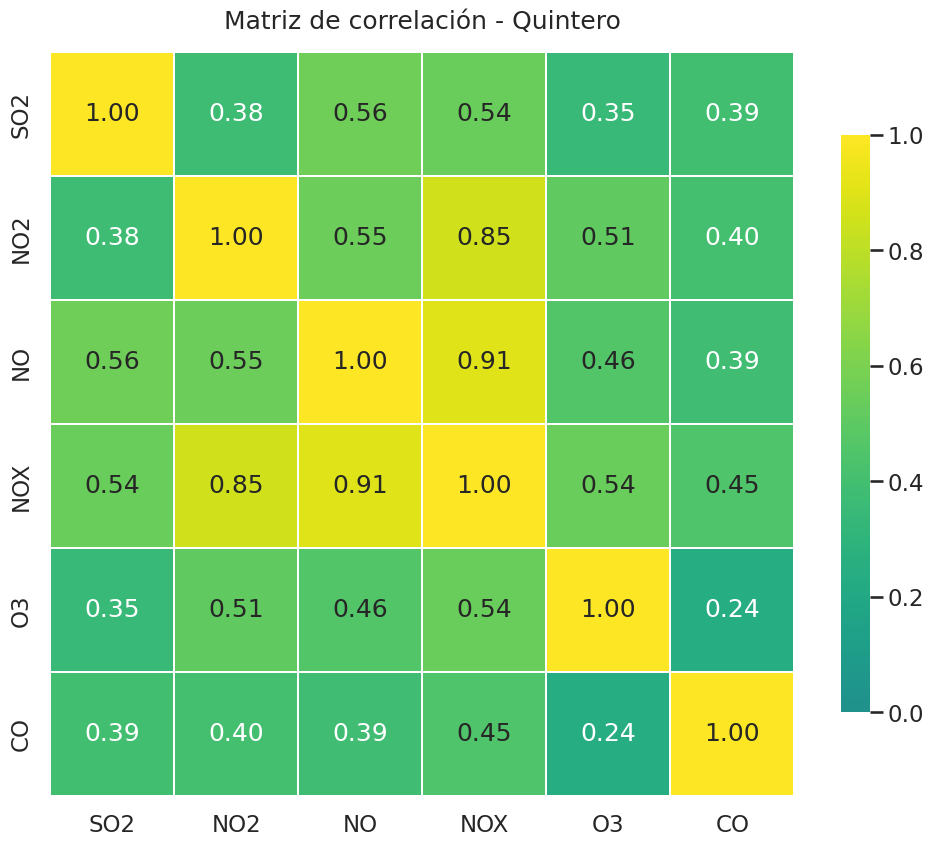 Matriz de correlación - Quintero
SO2 1.00 0.38 0.56 0.54 0.35 0.39
NO2 0.38 1.00 0.55 0.85 0.51 0.40
NO 0.56 0.55 1.00 0.91 0.46 0.39
NOX 0.54 0.85 0.91 1.00 0.54 0.45
O3 0.35 0.51 0.46 0.54 1.00 0.24
CO 0.39 0.40 0.39 0.45 0.24 1.00
SO2 NO2 NO NOX O3 CO
1.0
0.8
0.6
0.4
0.2
0.0